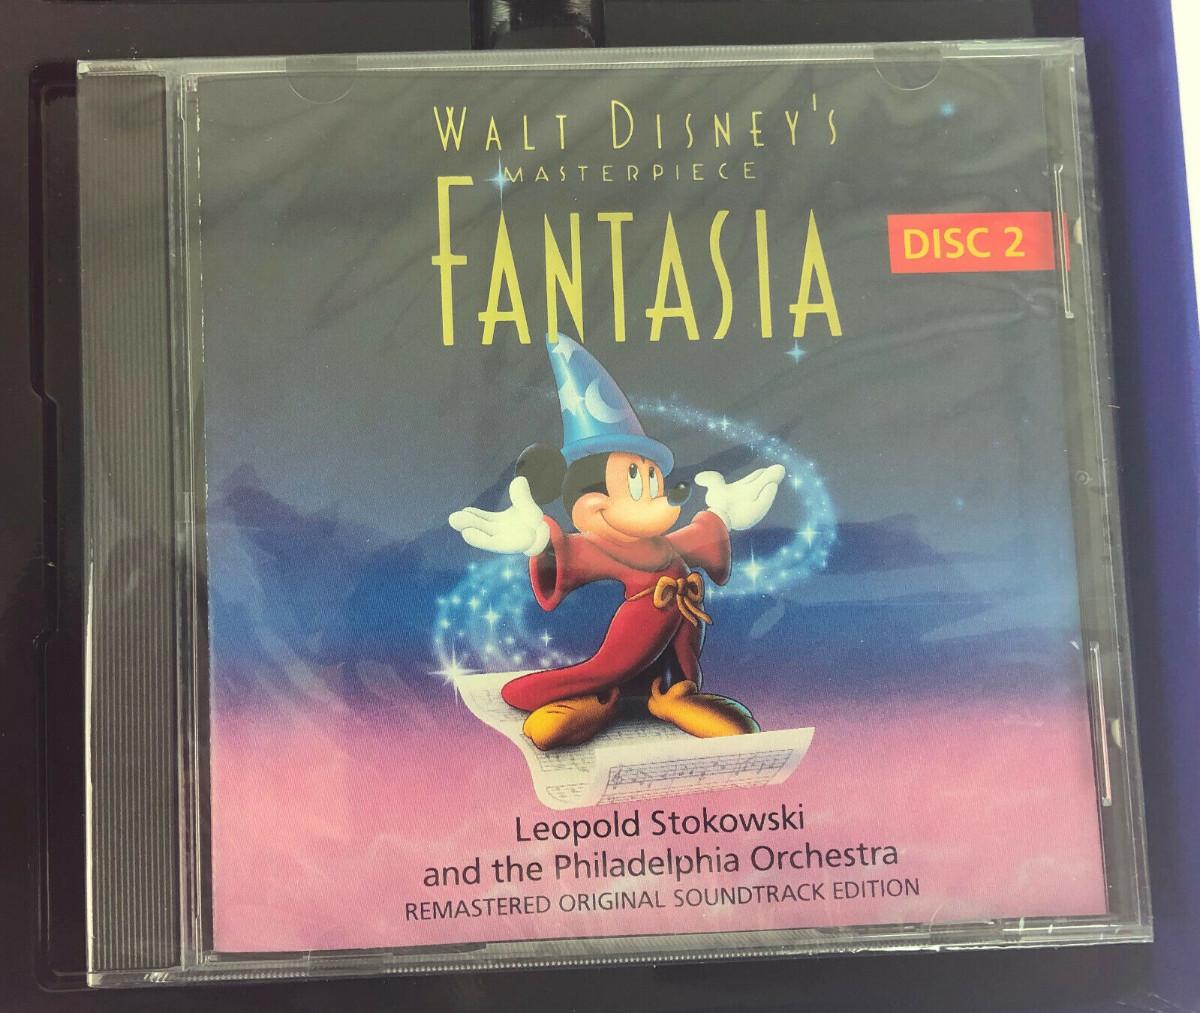 WALT DISNEY'S
MASTERPIECE
FANTASIA
DISC 2
Leopold Stokowski
and the Philadelphia Orchestra
REMASTERED ORIGINAL SOUNDTRACK EDITION